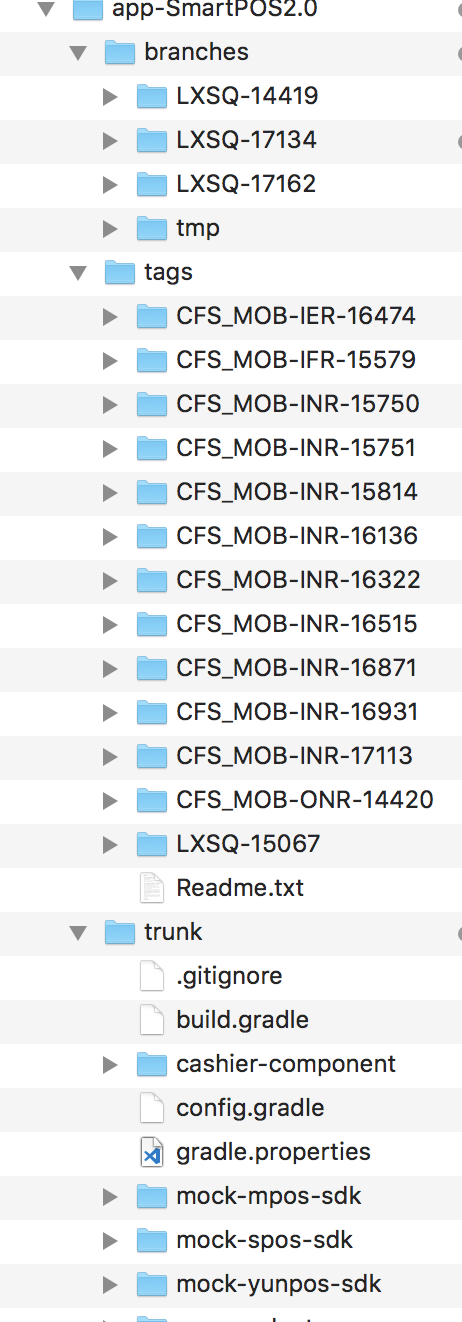 app-SmartPOS2.0
branches
LXSQ-14419
LXSQ-17134
LXSQ-17162
tmp
tags
CFS_MOB-IER-16474
CFS_MOB-IFR-15579
CFS_MOB-INR-15750
CFS_MOB-INR-15751
CFS_MOB-INR-15814
CFS_MOB-INR-16136
CFS_MOB-INR-16322
CFS_MOB-INR-16515
CFS_MOB-INR-16871
CFS_MOB-INR-16931
CFS_MOB-INR-17113
CFS_MOB-ONR-14420
LXSQ-15067
Readme.txt
trunk
.gitignore
build.gradle
cashier-component
config.gradle
gradle.properties
mock-mpos-sdk
mock-spos-sdk
mock-yunpos-sdk